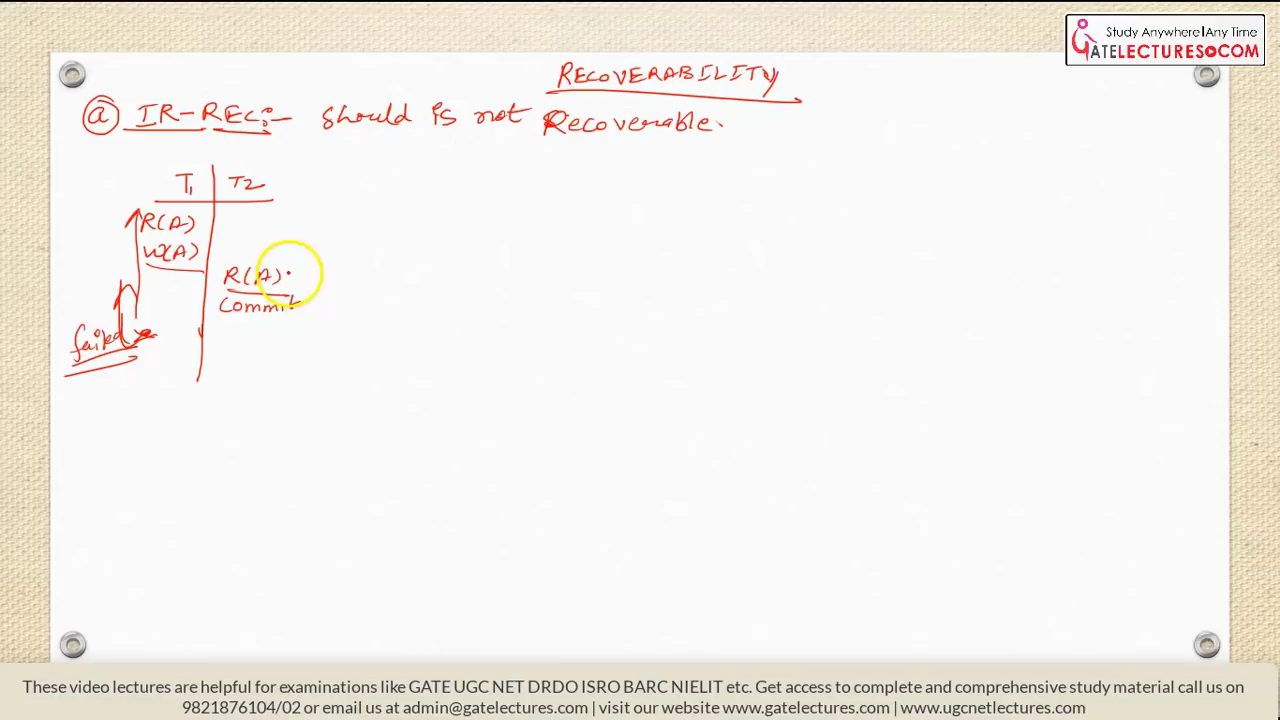 Study Anywhere|Any Time
GATELECTURES.COM
RECOVERABILITY
(a) IR-REC:- should is not Recoverable.
T1 T2
R(A)
W(A)
R(A)
Commit
failed
These video lectures are helpful for examinations like GATE UGC NET DRDO ISRO BARC NIELIT etc. Get access to complete and comprehensive study material call us on
9821876104/02 or email us at admin@gatelectures.com | visit our website www.gatelectures.com | www.ugcnetlectures.com